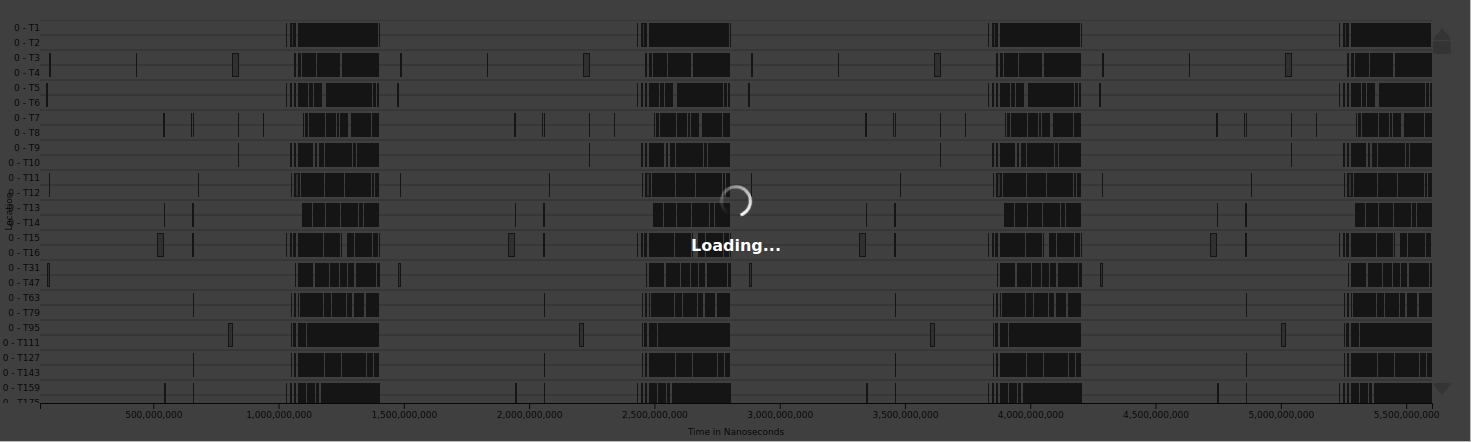 0 - T1
0 - T2
0 - T3
0 - T4
0 - T5
0 - T6
0 - T7
0 - T8
0 - T9
0 - T10
0 - T11
0 - T12
Location
0 - T13
0 - T14
0 - T15
Loading...
0 - T16
0 - T31
0 - T47
0 - T63
0 - T79
0 - T95
0 - T111
0 - T127
0 - T143
0 - T159
0 - T175
500,000,000 1,000,000,000 1,500,000,000 2,000,000,000 2,500,000,000 3,000,000,000 3,500,000,000 4,000,000,000 4,500,000,000 5,000,000,000 5,500,000,000
Time in Nanoseconds